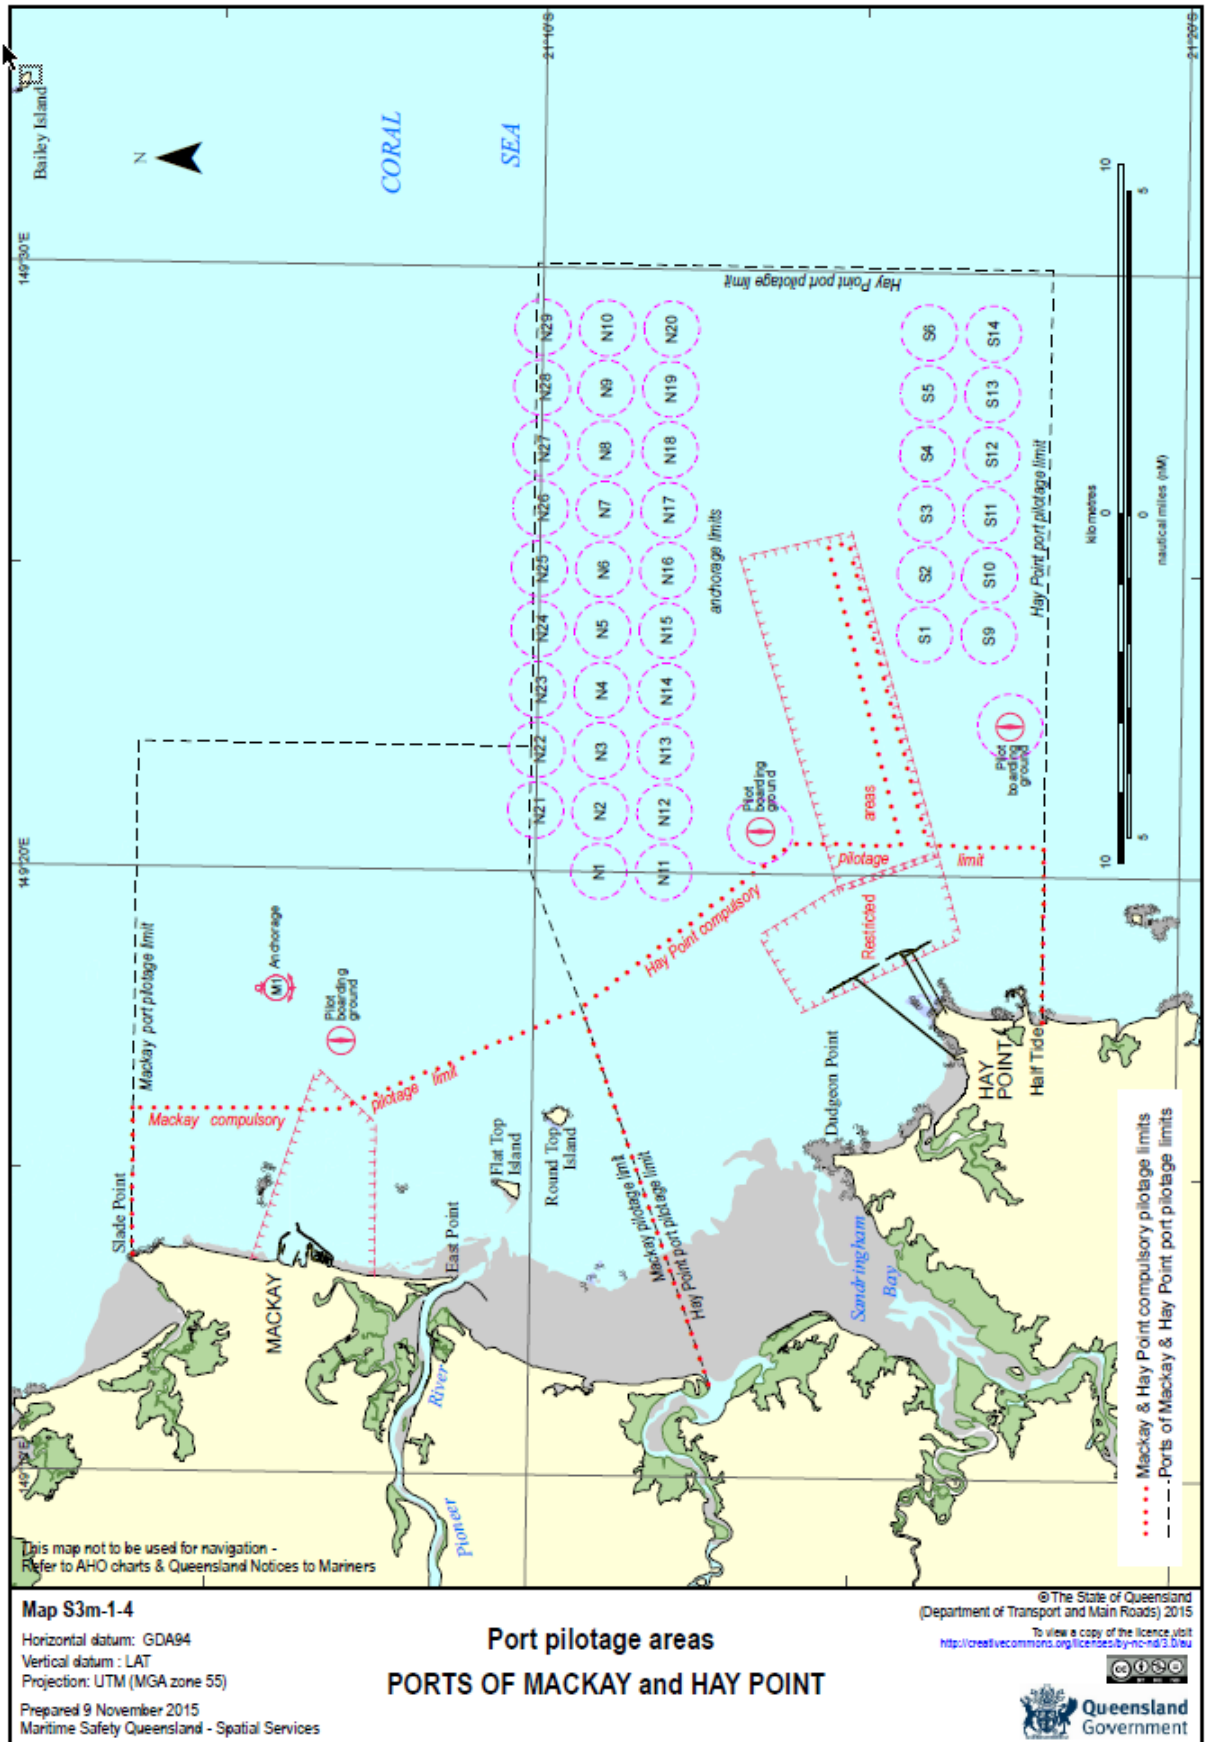 Bailey Island
N
CORAL
SEA
21°10'S
21°20'S
149°30'E
149°20'E
149°10'E
Hay Point port pilotage limit
N29
N28
N27
N26
N25
N24
N23
N22
N21
N10
N9
N8
N7
N6
N5
N4
N3
N2
N1
N20
N19
N18
N17
N16
N15
N14
N13
N12
N11
anchorage limits
S6
S5
S4
S3
S2
S1
S14
S13
S12
S11
S10
S9
Hay Point port pilotage limit
10
0
10
kilometres
5
0
5
nautical miles (nM)
Pilot
boarding
ground
Pilot
boarding
ground
Restricted
areas
Hay Point compulsory
pilotage
limit
Mackay port pilotage limit
M1
Anchorage
Pilot
boarding
ground
Mackay compulsory
pilotage limit
Slade Point
MACKAY
East Point
Flat Top
Island
Round Top
Island
Mackay pilotage limit
Hay Point port pilotage limit
Dudgeon Point
HAY
POINT
Half Tide
Sandringham
Bay
Pioneer
River
Mackay & Hay Point compulsory pilotage limits
Ports of Mackay & Hay Point port pilotage limits
This map not to be used for navigation -
Refer to AHO charts & Queensland Notices to Mariners
Map S3m-1-4
Horizontal datum: GDA94
Vertical datum : LAT
Projection: UTM (MGA zone 55)
Prepared 9 November 2015
Maritime Safety Queensland - Spatial Services
Port pilotage areas
PORTS OF MACKAY and HAY POINT
© The State of Queensland
(Department of Transport and Main Roads) 2015
To view a copy of the licence,visit
http://creativecommons.org/licenses/by-nc-nd/3.0/au
Queensland
Government